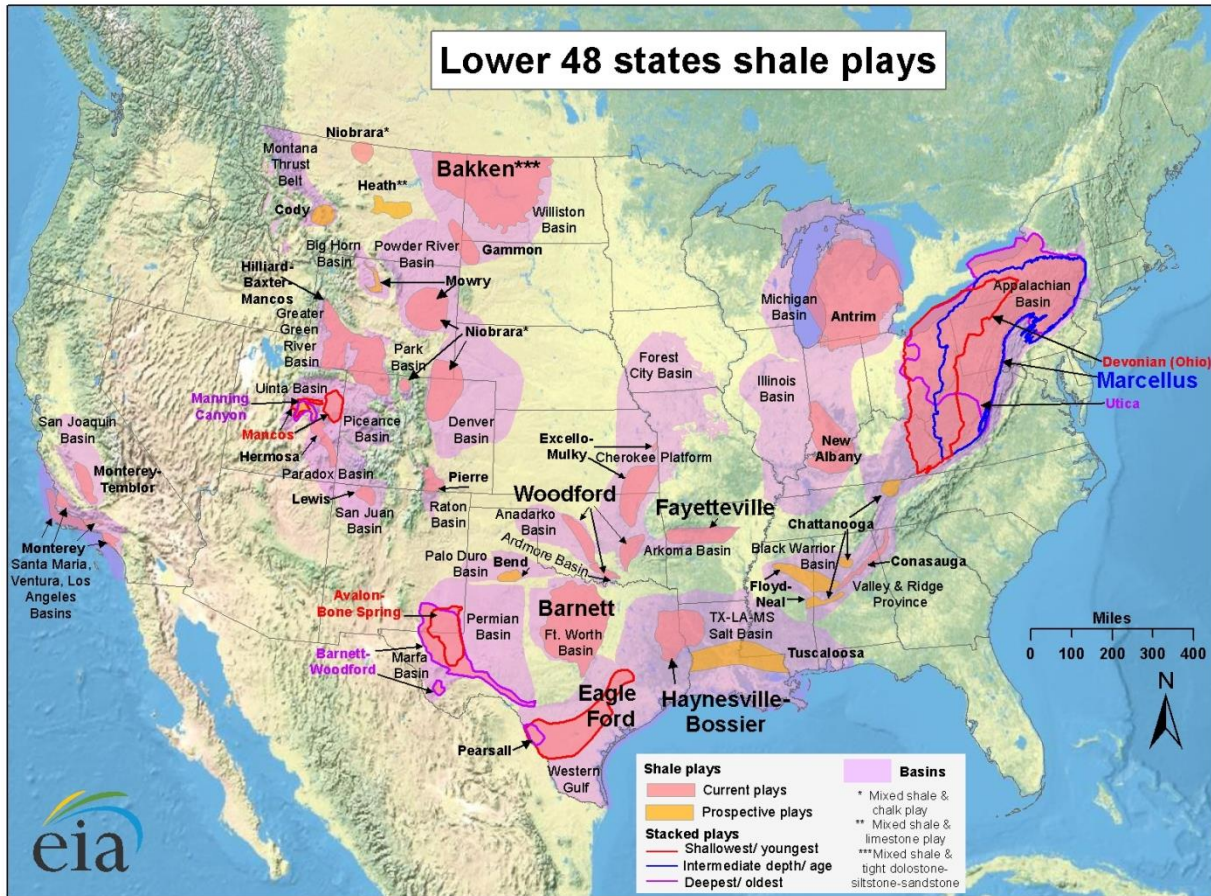 Lower 48 states shale plays
Niobrara*
Montana
Thrust
Belt
Bakken***
Heath**
Cody
Williston
Basin
Big Horn
Basin
Powder River
Basin
Gammon
Hilliard-
Baxter-
Mancos
Mowry
Greater
Green
River
Basin
Niobrara*
Park
Basin
Michigan
Basin
Antrim
Appalachian
Basin
Devonian (Ohio)
Marcellus
Utica
Forest
City Basin
Illinois
Basin
Uinta Basin
Manning
Canyon
Mancos
Piceance
Basin
Denver
Basin
San Joaquin
Basin
Hermosa
Paradox Basin
Excello-
Mulky
Cherokee Platform
New
Albany
Monterey-
Temblor
Lewis
San Juan
Basin
Pierre
Raton
Basin
Woodford
Anadarko
Basin
Fayetteville
Arkoma Basin
Chattanooga
Monterey
Santa Maria,
Ventura, Los
Angeles
Basins
Palo Duro
Basin
Bend
Ardmore Basin
Black Warrior
Basin
Conasauga
Floyd-
Neal
Valley & Ridge
Province
Avalon-
Bone Spring
Permian
Basin
Barnett
Ft. Worth
Basin
TX-LA-MS
Salt Basin
Tuscaloosa
Barnett-
Woodford
Marfa
Basin
Eagle
Ford
Haynesville-
Bossier
Pearsall
Western
Gulf
Miles
0 100 200 300 400
N
Shale plays
Current plays
Prospective plays
Stacked plays
Shallowest/ youngest
Intermediate depth/ age
Deepest/ oldest
Basins
* Mixed shale &
chalk play
** Mixed shale &
limestone play
***Mixed shale &
tight dolostone-
siltstone-sandstone
eia